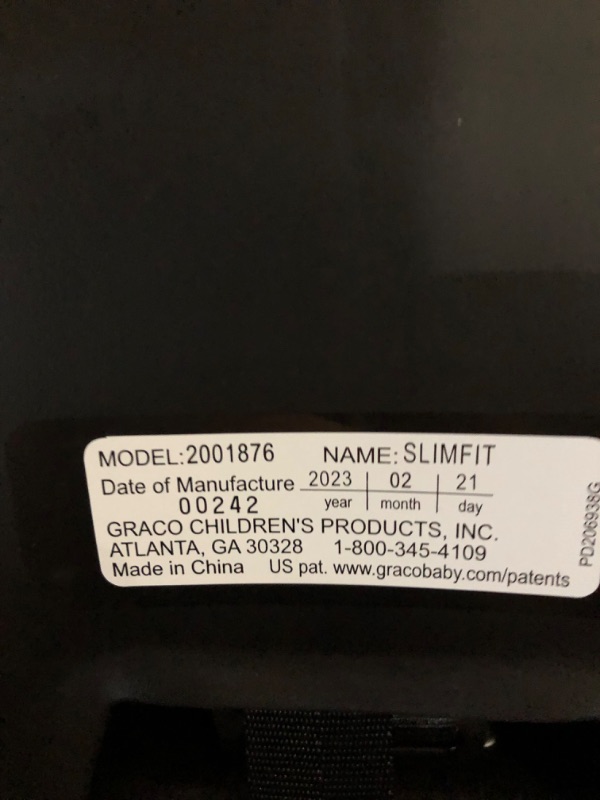 MODEL:2001876 NAME: SLIMFIT
Date of Manufacture 2023 | 02 | 21
00242 year month day
GRACO CHILDREN'S PRODUCTS, INC.
ATLANTA, GA 30328 1-800-345-4109
Made in China US pat. www.gracobaby.com/patents
PD206938G